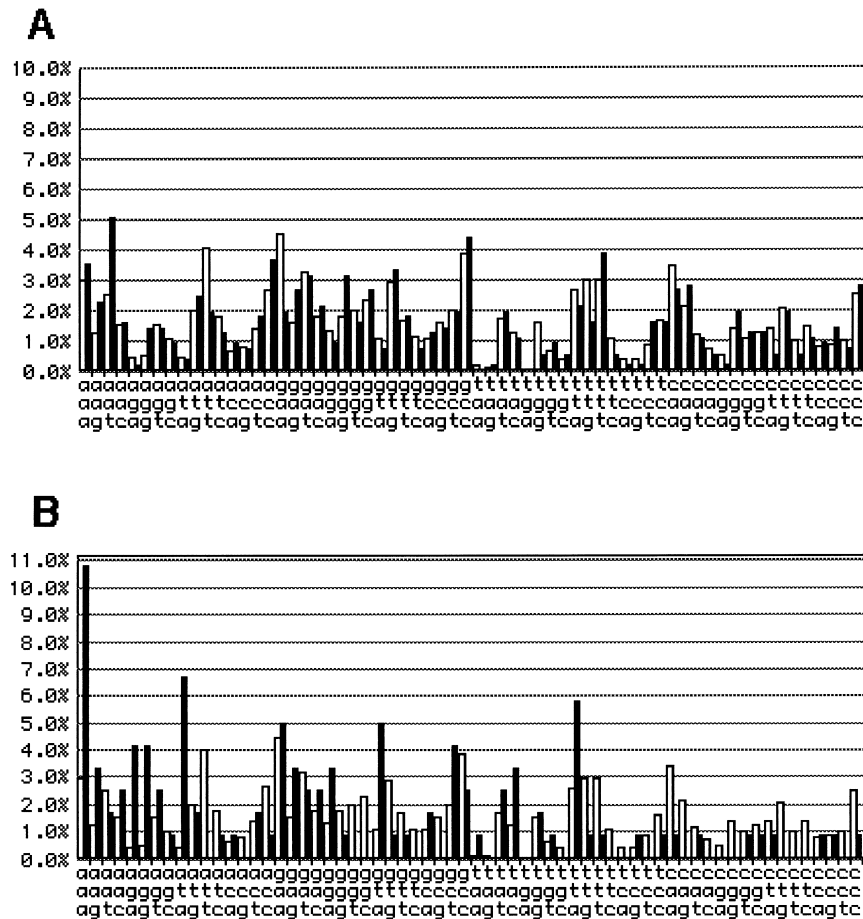 A
10.0%
9.0%
8.0%
7.0%
6.0%
5.0%
4.0%
3.0%
2.0%
1.0%
0.0%
aaaaaaaaaaaaaaaaggggggggggggggggttttttttttttttttcccccccccccccccc
aaaaggggttttccccaaaaggggttttccccaaaaggggttttccccaaaaggggttttcccc
agtcagtcagtcagtcagtcagtcagtcagtcagtcagtcagtcagtcagtcagtcagtcagtc
B
11.0%
10.0%
9.0%
8.0%
7.0%
6.0%
5.0%
4.0%
3.0%
2.0%
1.0%
0.0%
aaaaaaaaaaaaaaaaggggggggggggggggttttttttttttttttcccccccccccccccc
aaaaggggttttccccaaaaggggttttccccaaaaggggttttccccaaaaggggttttcccc
agtcagtcagtcagtcagtcagtcagtcagtcagtcagtcagtcagtcagtcagtcagtcagtc